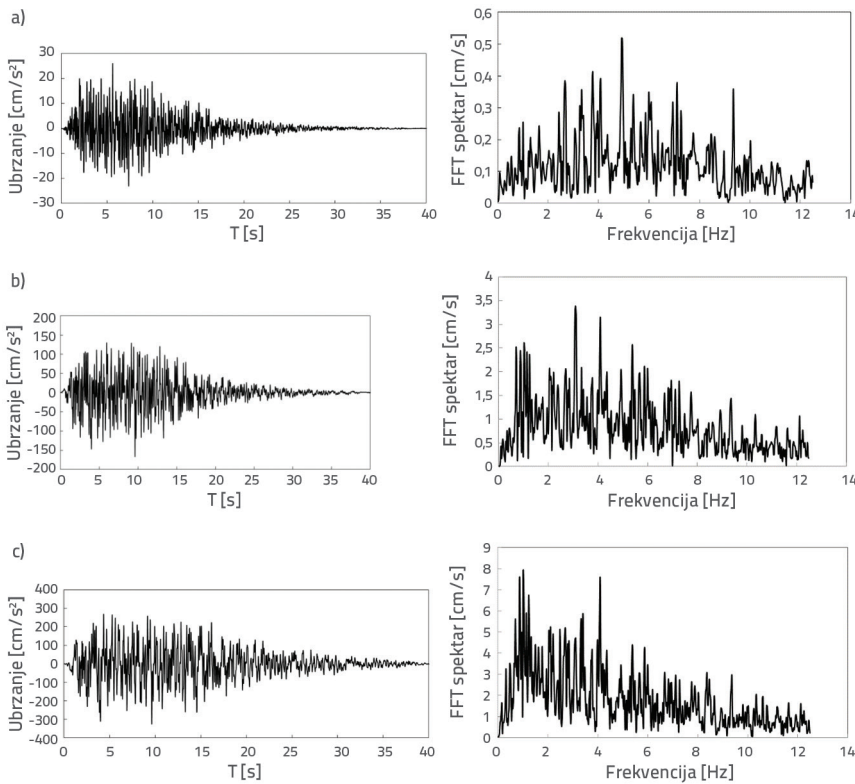 a)
30
20
10
0
-10
-20
-30
0 5 10 15 20 25 30 35 40
T [s]
Ubrzanje [cm/s²]
0,6
0,5
0,4
0,3
0,2
0,1
0
0 2 4 6 8 10 12 14
Frekvencija [Hz]
FFT spektar [cm/s]
b)
200
150
100
50
0
-50
-100
-150
-200
0 5 10 15 20 25 30 35 40
T [s]
Ubrzanje [cm/s²]
4
3,5
3
2,5
2
1,5
1
0,5
0
0 2 4 6 8 10 12 14
Frekvencija [Hz]
FFT spektar [cm/s]
c)
400
300
200
100
0
-100
-200
-300
-400
0 5 10 15 20 25 30 35 40
T [s]
Ubrzanje [cm/s²]
9
8
7
6
5
4
3
2
1
0
0 2 4 6 8 10 12 14
Frekvencija [Hz]
FFT spektar [cm/s]